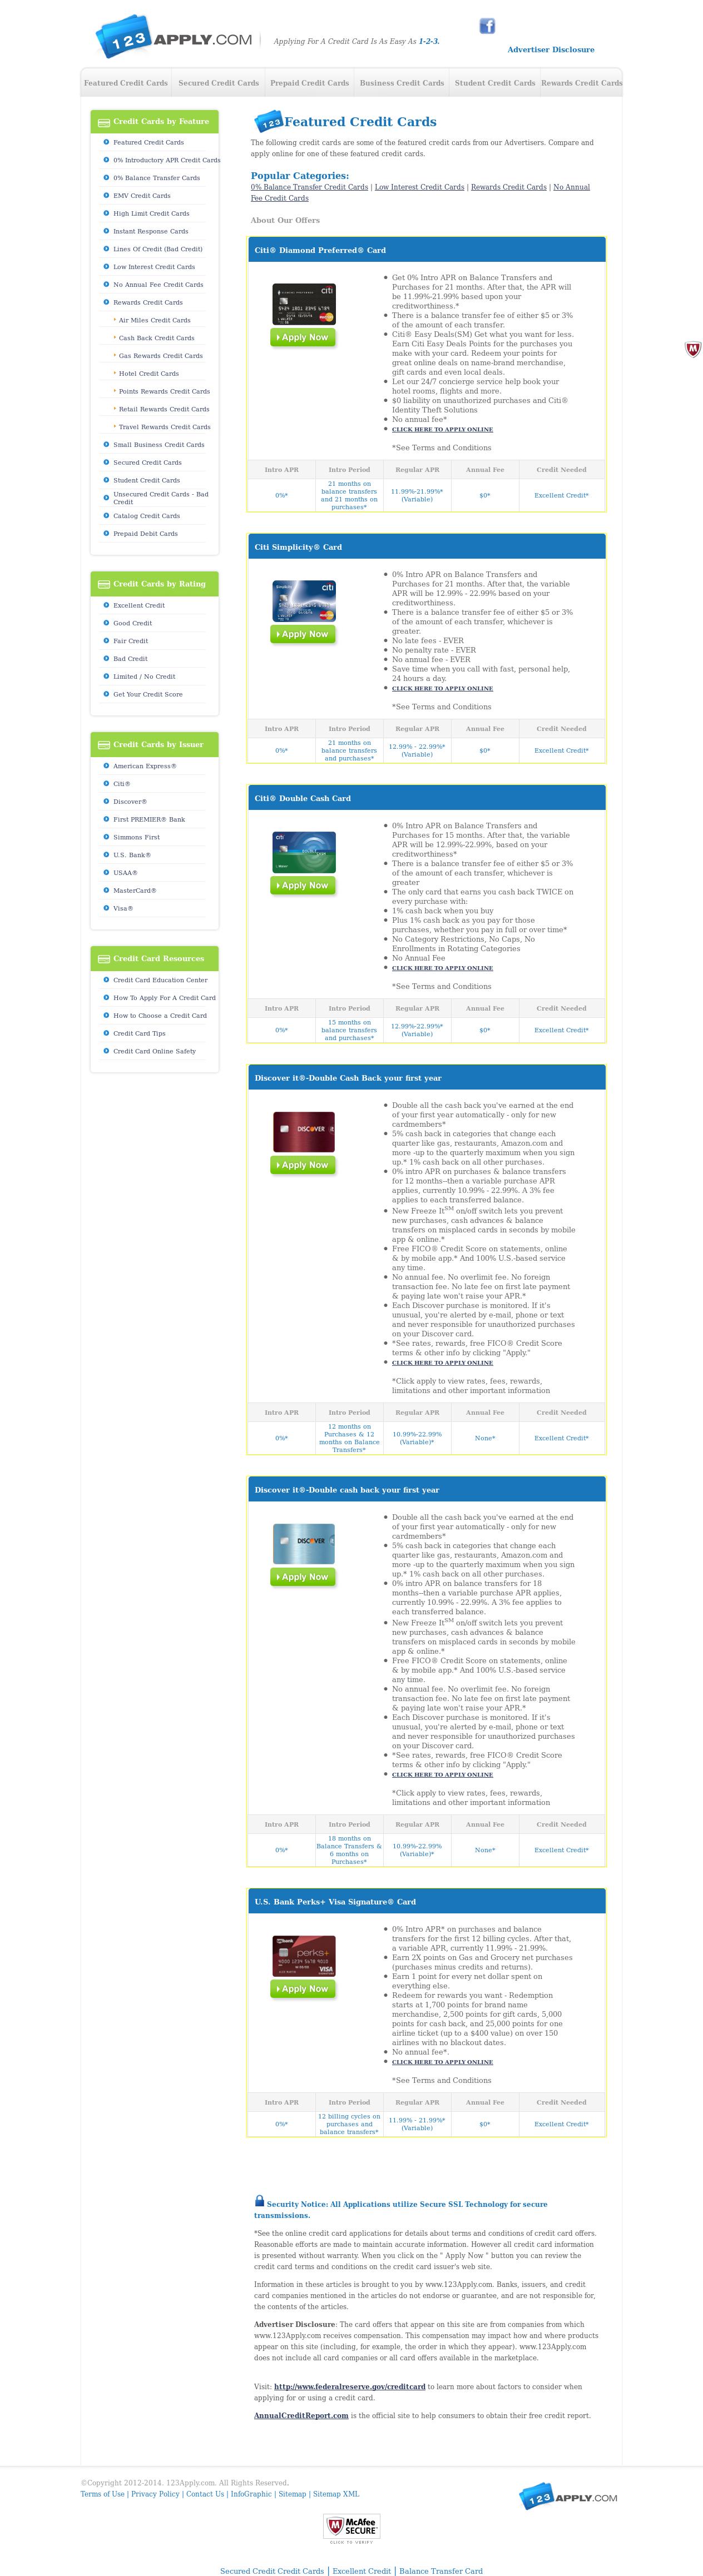 123APPLY.COM
Applying For A Credit Card Is As Easy As 1-2-3.
Advertiser Disclosure
Featured Credit Cards
Secured Credit Cards
Prepaid Credit Cards
Business Credit Cards
Student Credit Cards
Rewards Credit Cards
Credit Cards by Feature
Featured Credit Cards
0% Introductory APR Credit Cards
0% Balance Transfer Cards
EMV Credit Cards
High Limit Credit Cards
Instant Response Cards
Lines Of Credit (Bad Credit)
Low Interest Credit Cards
No Annual Fee Credit Cards
Rewards Credit Cards
Air Miles Credit Cards
Cash Back Credit Cards
Gas Rewards Credit Cards
Hotel Credit Cards
Points Rewards Credit Cards
Retail Rewards Credit Cards
Travel Rewards Credit Cards
Small Business Credit Cards
Secured Credit Cards
Student Credit Cards
Unsecured Credit Cards - Bad
Credit
Catalog Credit Cards
Prepaid Debit Cards
Credit Cards by Rating
Excellent Credit
Good Credit
Fair Credit
Bad Credit
Limited / No Credit
Get Your Credit Score
Credit Cards by Issuer
American Express®
Citi®
Discover®
First PREMIER® Bank
Simmons First
U.S. Bank®
USAA®
MasterCard®
Visa®
Credit Card Resources
Credit Card Education Center
How To Apply For A Credit Card
How to Choose a Credit Card
Credit Card Tips
Credit Card Online Safety
123 Featured Credit Cards
The following credit cards are some of the featured credit cards from our Advertisers. Compare and
apply online for one of these featured credit cards.
Popular Categories:
0% Balance Transfer Credit Cards | Low Interest Credit Cards | Rewards Credit Cards | No Annual
Fee Credit Cards
About Our Offers
Citi® Diamond Preferred® Card
citi
Apply Now
Get 0% Intro APR on Balance Transfers and
Purchases for 21 months. After that, the APR will
be 11.99%-21.99% based upon your
creditworthiness.*
There is a balance transfer fee of either $5 or 3%
of the amount of each transfer.
Citi® Easy Deals(SM) Get what you want for less.
Earn Citi Easy Deals Points for the purchases you
make with your card. Redeem your points for
great online deals on name-brand merchandise,
gift cards and even local deals.
Let our 24/7 concierge service help book your
hotel rooms, flights and more.
$0 liability on unauthorized purchases and Citi®
Identity Theft Solutions
No annual fee*
CLICK HERE TO APPLY ONLINE
*See Terms and Conditions
Intro APR
Intro Period
Regular APR
Annual Fee
Credit Needed
0%*
21 months on
balance transfers
and 21 months on
purchases*
11.99%-21.99%*
(Variable)
$0*
Excellent Credit*
Citi Simplicity® Card
citi
Apply Now
0% Intro APR on Balance Transfers and
Purchases for 21 months. After that, the variable
APR will be 12.99% - 22.99% based on your
creditworthiness.
There is a balance transfer fee of either $5 or 3%
of the amount of each transfer, whichever is
greater.
No late fees - EVER
No penalty rate - EVER
No annual fee - EVER
Save time when you call with fast, personal help,
24 hours a day.
CLICK HERE TO APPLY ONLINE
*See Terms and Conditions
Intro APR
Intro Period
Regular APR
Annual Fee
Credit Needed
0%*
21 months on
balance transfers
and purchases*
12.99% - 22.99%*
(Variable)
$0*
Excellent Credit*
Citi® Double Cash Card
citi
Apply Now
0% Intro APR on Balance Transfers and
Purchases for 15 months. After that, the variable
APR will be 12.99%-22.99%, based on your
creditworthiness*
There is a balance transfer fee of either $5 or 3%
of the amount of each transfer, whichever is
greater
The only card that earns you cash back TWICE on
every purchase with:
1% cash back when you buy
Plus 1% cash back as you pay for those
purchases, whether you pay in full or over time*
No Category Restrictions, No Caps, No
Enrollments in Rotating Categories
No Annual Fee
CLICK HERE TO APPLY ONLINE
*See Terms and Conditions
Intro APR
Intro Period
Regular APR
Annual Fee
Credit Needed
0%*
15 months on
balance transfers
and purchases*
12.99%-22.99%*
(Variable)
$0*
Excellent Credit*
Discover it®-Double Cash Back your first year
DISCOVER
Apply Now
Double all the cash back you've earned at the end
of your first year automatically - only for new
cardmembers*
5% cash back in categories that change each
quarter like gas, restaurants, Amazon.com and
more -up to the quarterly maximum when you sign
up.* 1% cash back on all other purchases.
0% intro APR on purchases & balance transfers
for 12 months–then a variable purchase APR
applies, currently 10.99% - 22.99%. A 3% fee
applies to each transferred balance.
New Freeze ItSM on/off switch lets you prevent
new purchases, cash advances & balance
transfers on misplaced cards in seconds by mobile
app & online.*
Free FICO® Credit Score on statements, online
& by mobile app.* And 100% U.S.-based service
any time.
No annual fee. No overlimit fee. No foreign
transaction fee. No late fee on first late payment
& paying late won't raise your APR.*
Each Discover purchase is monitored. If it's
unusual, you're alerted by e-mail, phone or text
and never responsible for unauthorized purchases
on your Discover card.
*See rates, rewards, free FICO® Credit Score
terms & other info by clicking "Apply."
CLICK HERE TO APPLY ONLINE
*Click apply to view rates, fees, rewards,
limitations and other important information
Intro APR
Intro Period
Regular APR
Annual Fee
Credit Needed
0%*
12 months on
Purchases & 12
months on Balance
Transfers*
10.99%-22.99%
(Variable)*
None*
Excellent Credit*
Discover it®-Double cash back your first year
DISCOVER
Apply Now
Double all the cash back you've earned at the end
of your first year automatically - only for new
cardmembers*
5% cash back in categories that change each
quarter like gas, restaurants, Amazon.com and
more -up to the quarterly maximum when you sign
up.* 1% cash back on all other purchases.
0% intro APR on balance transfers for 18
months–then a variable purchase APR applies,
currently 10.99% - 22.99%. A 3% fee applies to
each transferred balance.
New Freeze ItSM on/off switch lets you prevent
new purchases, cash advances & balance
transfers on misplaced cards in seconds by mobile
app & online.*
Free FICO® Credit Score on statements, online
& by mobile app.* And 100% U.S.-based service
any time.
No annual fee. No overlimit fee. No foreign
transaction fee. No late fee on first late payment
& paying late won't raise your APR.*
Each Discover purchase is monitored. If it's
unusual, you're alerted by e-mail, phone or text
and never responsible for unauthorized purchases
on your Discover card.
*See rates, rewards, free FICO® Credit Score
terms & other info by clicking "Apply."
CLICK HERE TO APPLY ONLINE
*Click apply to view rates, fees, rewards,
limitations and other important information
Intro APR
Intro Period
Regular APR
Annual Fee
Credit Needed
0%*
18 months on
Balance Transfers &
6 months on
Purchases*
10.99%-22.99%
(Variable)*
None*
Excellent Credit*
U.S. Bank Perks+ Visa Signature® Card
perks+
VISA
Apply Now
0% Intro APR* on purchases and balance
transfers for the first 12 billing cycles. After that,
a variable APR, currently 11.99% - 21.99%.
Earn 2X points on Gas and Grocery net purchases
(purchases minus credits and returns).
Earn 1 point for every net dollar spent on
everything else.
Redeem for rewards you want - Redemption
starts at 1,700 points for brand name
merchandise, 2,500 points for gift cards, 5,000
points for cash back, and 25,000 points for one
airline ticket (up to a $400 value) on over 150
airlines with no blackout dates.
No annual fee*.
CLICK HERE TO APPLY ONLINE
*See Terms and Conditions
Intro APR
Intro Period
Regular APR
Annual Fee
Credit Needed
0%*
12 billing cycles on
purchases and
balance transfers*
11.99% - 21.99%*
(Variable)
$0*
Excellent Credit*
Security Notice: All Applications utilize Secure SSL Technology for secure
transmissions.
*See the online credit card applications for details about terms and conditions of credit card offers.
Reasonable efforts are made to maintain accurate information. However all credit card information
is presented without warranty. When you click on the " Apply Now " button you can review the
credit card terms and conditions on the credit card issuer's web site.
Information in these articles is brought to you by www.123Apply.com. Banks, issuers, and credit
card companies mentioned in the articles do not endorse or guarantee, and are not responsible for,
the contents of the articles.
Advertiser Disclosure: The card offers that appear on this site are from companies from which
www.123Apply.com receives compensation. This compensation may impact how and where products
appear on this site (including, for example, the order in which they appear). www.123Apply.com
does not include all card companies or all card offers available in the marketplace.
Visit: http://www.federalreserve.gov/creditcard to learn more about factors to consider when
applying for or using a credit card.
AnnualCreditReport.com is the official site to help consumers to obtain their free credit report.
©Copyright 2012-2014. 123Apply.com. All Rights Reserved.
Terms of Use | Privacy Policy | Contact Us | InfoGraphic | Sitemap | Sitemap XML
123APPLY.COM
McAfee
SECURE
CLICK TO VERIFY
Secured Credit Credit Cards | Excellent Credit | Balance Transfer Card